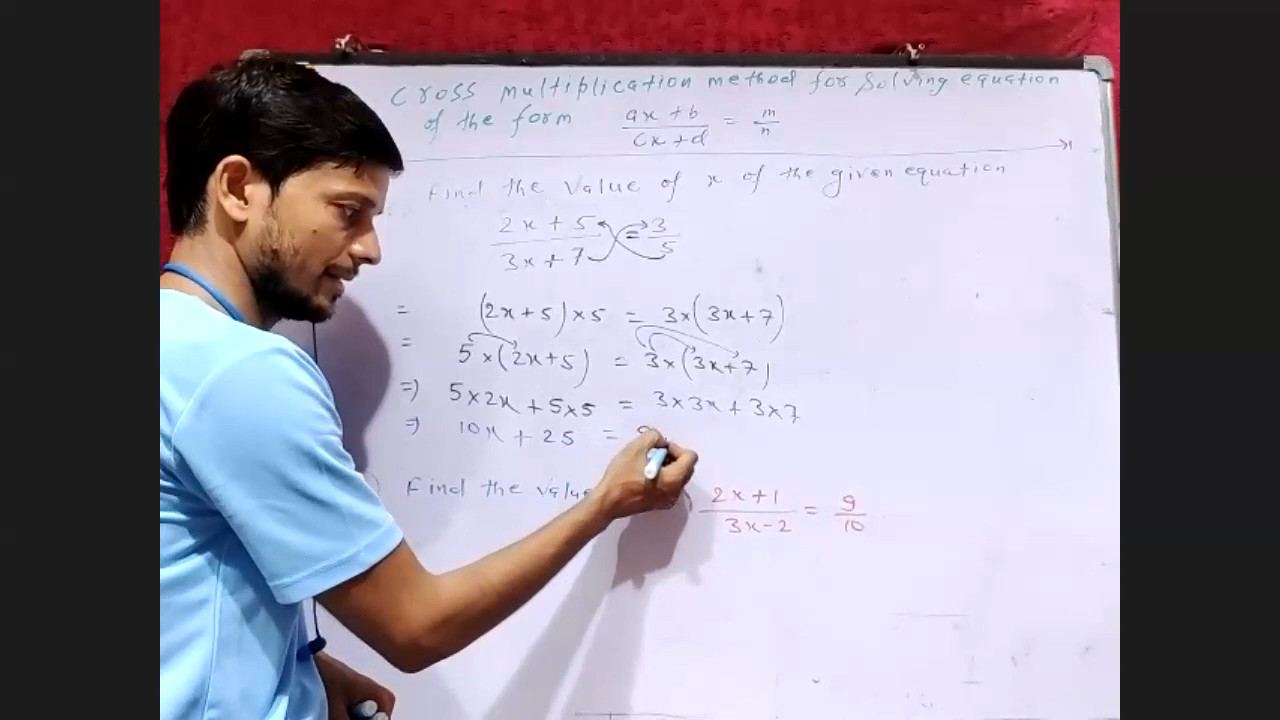 Cross multiplication method for solving equation
of the form (ax + b)/(cx + d) = m/n
Find the value of x of the given equation
(2x + 5)/(3x + 7) = 3/5
= (2x + 5) × 5 = 3 × (3x + 7)
= 5 × (2x + 5) = 3 × (3x + 7)
⇒) 5 × 2x + 5 × 5 = 3 × 3x + 3 × 7
⇒) 10x + 25 = 9
Find the value (2x + 1)/(3x - 2) = 9/10